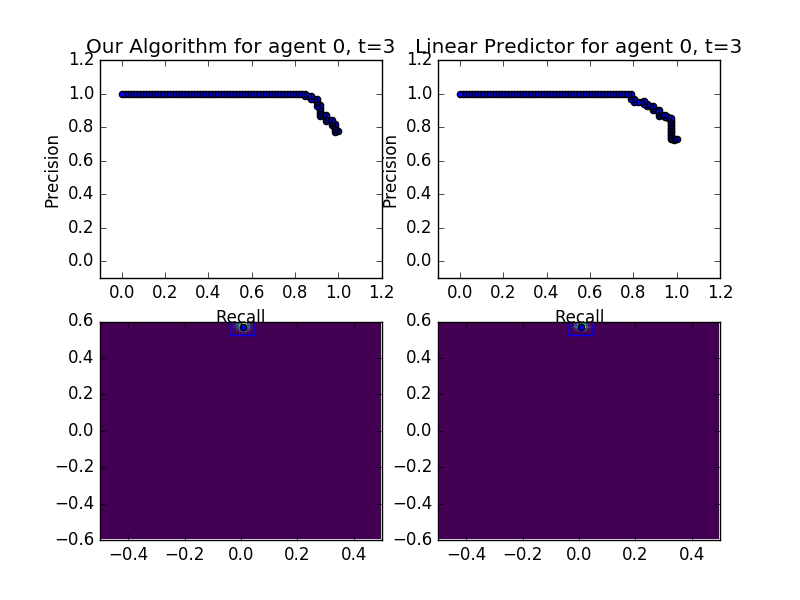 Our Algorithm for agent 0, t=3
Linear Predictor for agent 0, t=3
1.2
1.0
0.8
0.6
0.4
0.2
0.0
Precision
0.0 0.2 0.4 0.6 0.8 1.0 1.2
Recall
1.2
1.0
0.8
0.6
0.4
0.2
0.0
Precision
0.0 0.2 0.4 0.6 0.8 1.0 1.2
Recall
0.6
0.4
0.2
0.0
−0.2
−0.4
−0.6
−0.4 −0.2 0.0 0.2 0.4
0.6
0.4
0.2
0.0
−0.2
−0.4
−0.6
−0.4 −0.2 0.0 0.2 0.4